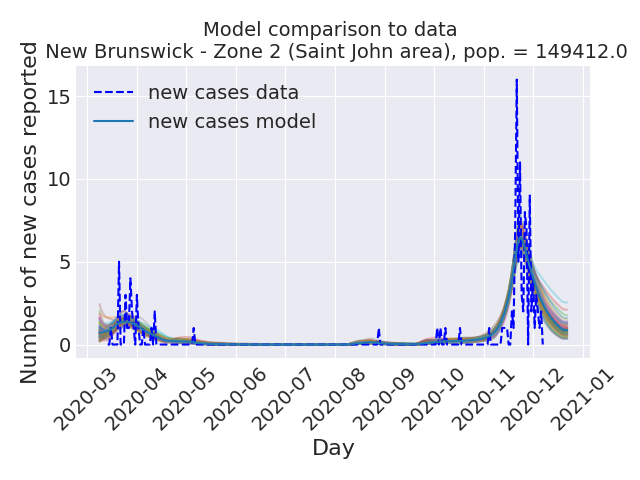 Model comparison to data
New Brunswick - Zone 2 (Saint John area), pop. = 149412.0
Number of new cases reported
15
10
5
0
new cases data
new cases model
2020-03
2020-04
2020-05
2020-06
2020-07
2020-08
2020-09
2020-10
2020-11
2020-12
2021-01
Day